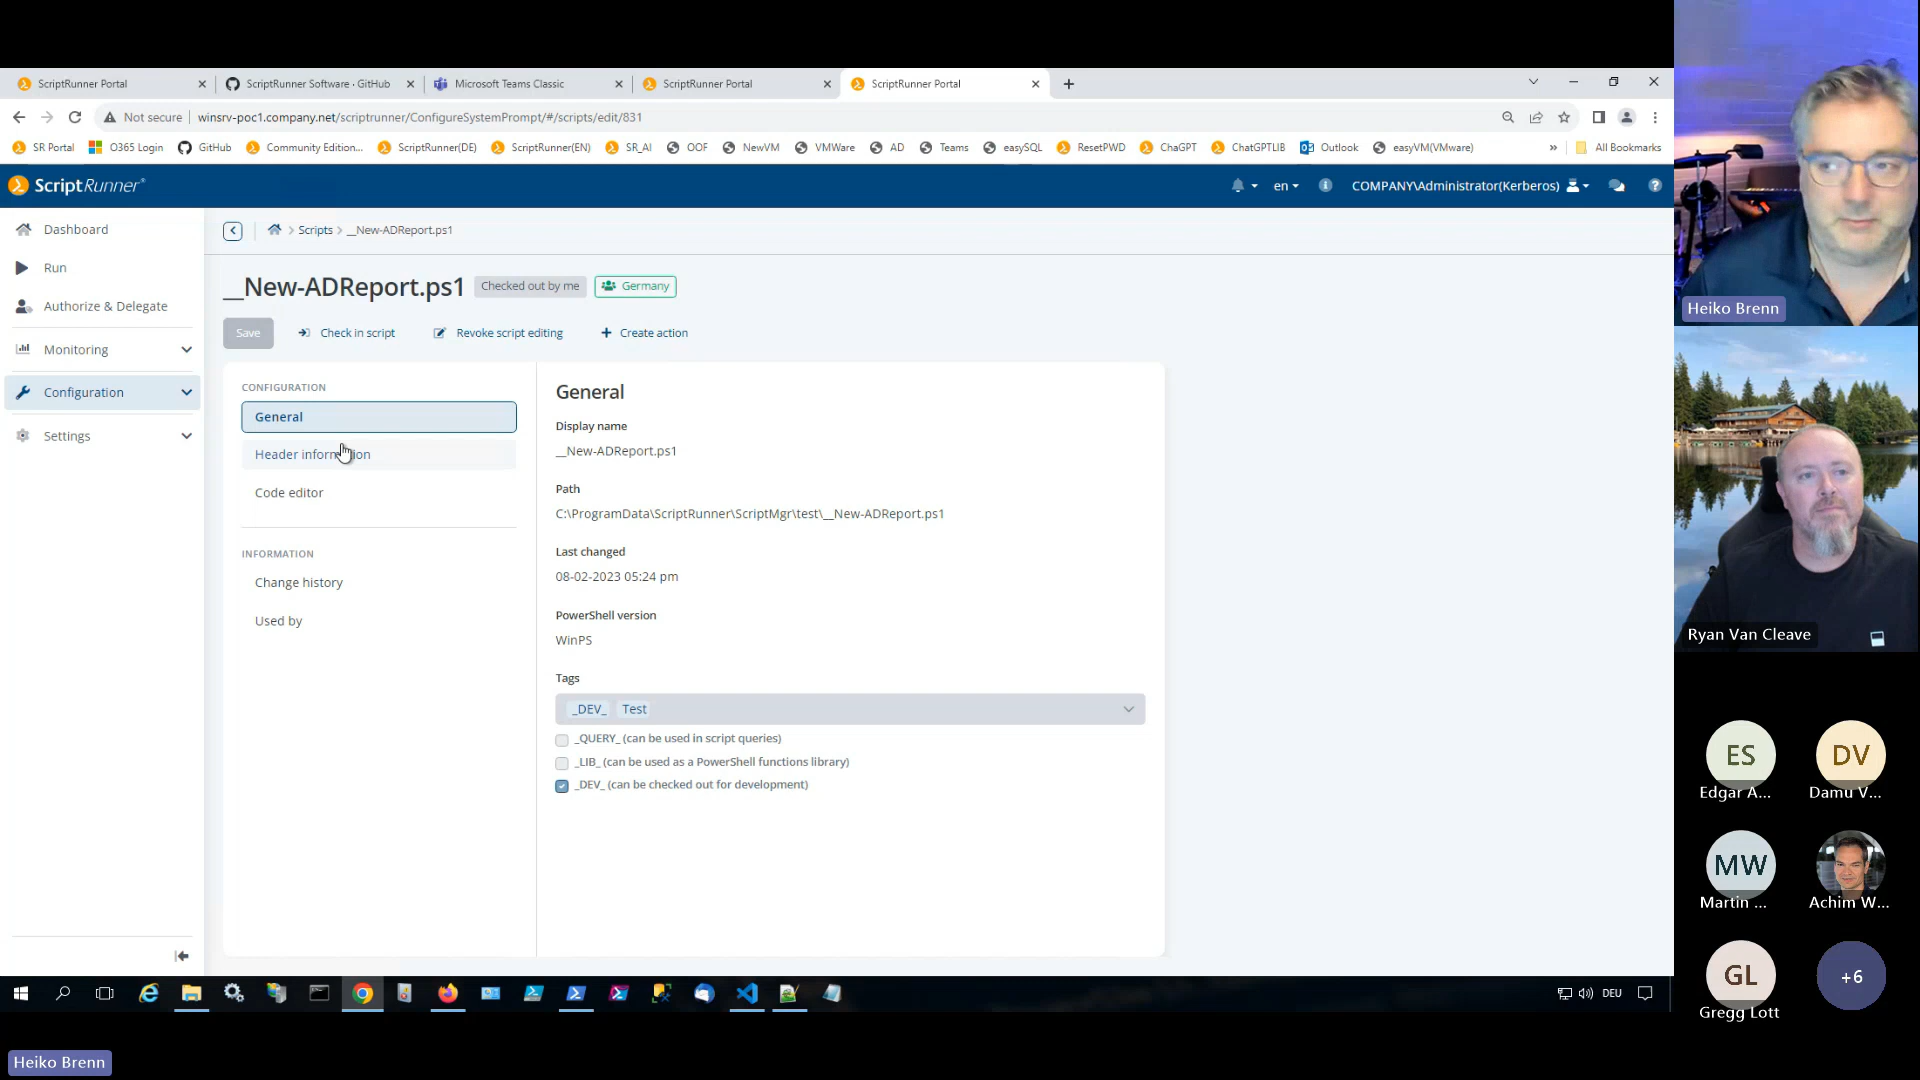 ScriptRunner Portal
ScriptRunner Software · GitHub
Microsoft Teams Classic
ScriptRunner Portal
ScriptRunner Portal
Not secure
winsrv-poc1.company.net/scriptrunner/ConfigureSystemPrompt/#/scripts/edit/831
SR Portal
O365 Login
GitHub
Community Edition...
ScriptRunner(DE)
ScriptRunner(EN)
SR_AI
OOF
NewVM
VMWare
AD
Teams
easySQL
ResetPWD
ChaGPT
ChatGPTLIB
Outlook
easyVM(VMware)
»
All Bookmarks
ScriptRunner®
en
COMPANY\Administrator(Kerberos)
Dashboard
Run
Authorize & Delegate
Monitoring
Configuration
Settings
Scripts > __New-ADReport.ps1
__New-ADReport.ps1
Checked out by me
Germany
Save
Check in script
Revoke script editing
Create action
CONFIGURATION
General
Header information
Code editor
INFORMATION
Change history
Used by
General
Display name
__New-ADReport.ps1
Path
C:\ProgramData\ScriptRunner\ScriptMgr\test\__New-ADReport.ps1
Last changed
08-02-2023 05:24 pm
PowerShell version
WinPS
Tags
_DEV_ Test
_QUERY_ (can be used in script queries)
_LIB_ (can be used as a PowerShell functions library)
_DEV_ (can be checked out for development)
DEU
Heiko Brenn
Heiko Brenn
Ryan Van Cleave
ES
Edgar A...
DV
Damu V...
MW
Martin ...
Achim W...
GL
Gregg Lott
+6